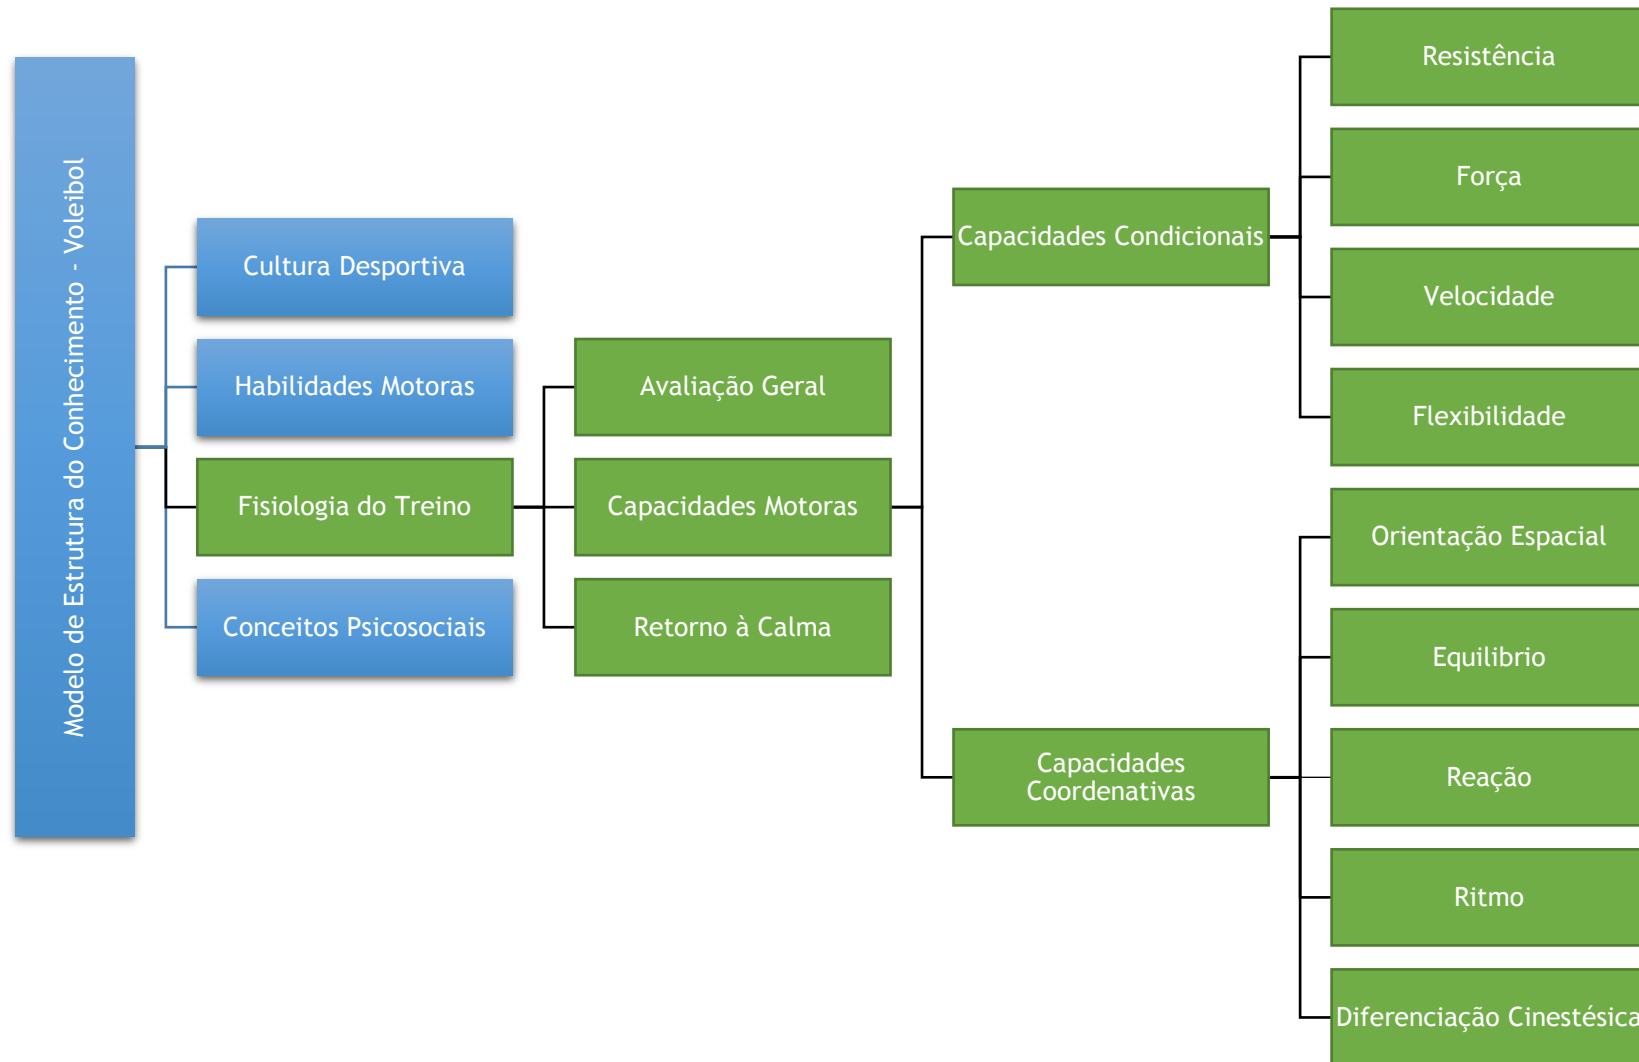 Modelo de Estrutura do Conhecimento - Voleibol
Cultura Desportiva
Habilidades Motoras
Fisiologia do Treino
Conceitos Psicosociais
Avaliação Geral
Capacidades Motoras
Retorno à Calma
Capacidades Condicionais
Capacidades
Coordenativas
Resistência
Força
Velocidade
Flexibilidade
Orientação Espacial
Equilibrio
Reação
Ritmo
Diferenciação Cinestésica